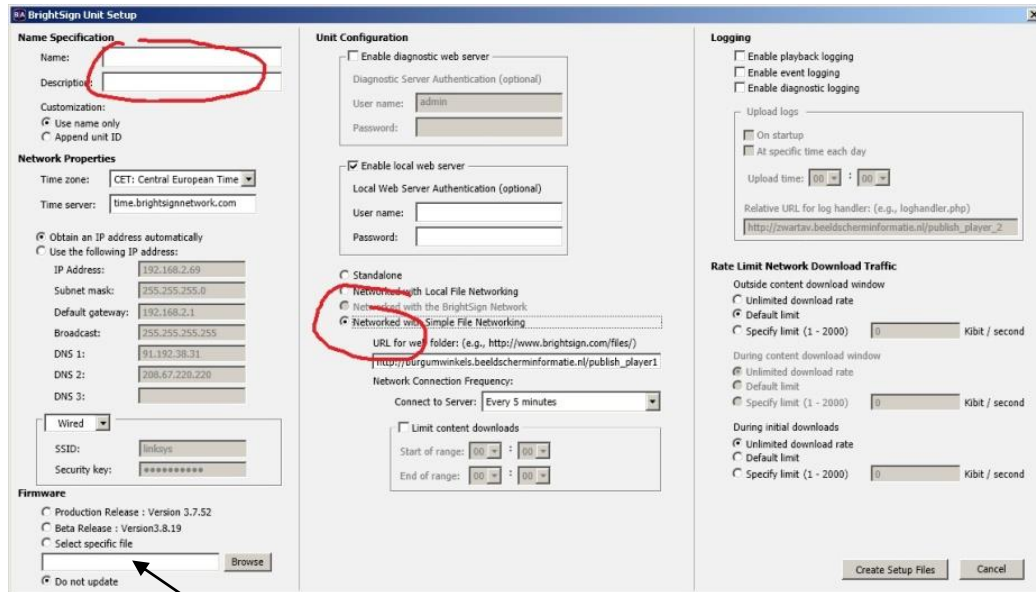 BrightSign Unit Setup
Name Specification
Name:
Description:
Customization:
Use name only
Append unit ID
Network Properties
Time zone: CET: Central European Time
Time server: time.brightsignnetwork.com
Obtain an IP address automatically
Use the following IP address:
IP Address: 192.168.2.69
Subnet mask: 255.255.255.0
Default gateway: 192.168.2.1
Broadcast: 255.255.255.255
DNS 1: 91.192.38.31
DNS 2: 208.67.220.220
DNS 3:
Wired
SSID: linksys
Security key: **********
Firmware
Production Release : Version 3.7.52
Beta Release : Version3.8.19
Select specific file
Browse
Do not update
Unit Configuration
Enable diagnostic web server
Diagnostic Server Authentication (optional)
User name: admin
Password:
Enable local web server
Local Web Server Authentication (optional)
User name:
Password:
Standalone
Networked with Local File Networking
Networked with the BrightSign Network
Networked with Simple File Networking
URL for web folder: (e.g., http://www.brightsign.com/files/)
http://burgumwinkels.beeldscherminformatie.nl/publish_player1
Network Connection Frequency:
Connect to Server: Every 5 minutes
Limit content downloads
Start of range: 00 : 00
End of range: 00 : 00
Logging
Enable playback logging
Enable event logging
Enable diagnostic logging
Upload logs
On startup
At specific time each day
Upload time: 00 : 00
Relative URL for log handler: (e.g., loghandler.php)
http://zwartav.beeldscherminformatie.nl/publish_player_2
Rate Limit Network Download Traffic
Outside content download window
Unlimited download rate
Default limit
Specify limit (1 - 2000) 0 Kibit / second
During content download window
Unlimited download rate
Default limit
Specify limit (1 - 2000) 0 Kibit / second
During initial downloads
Unlimited download rate
Default limit
Specify limit (1 - 2000) 0 Kibit / second
Create Setup Files
Cancel